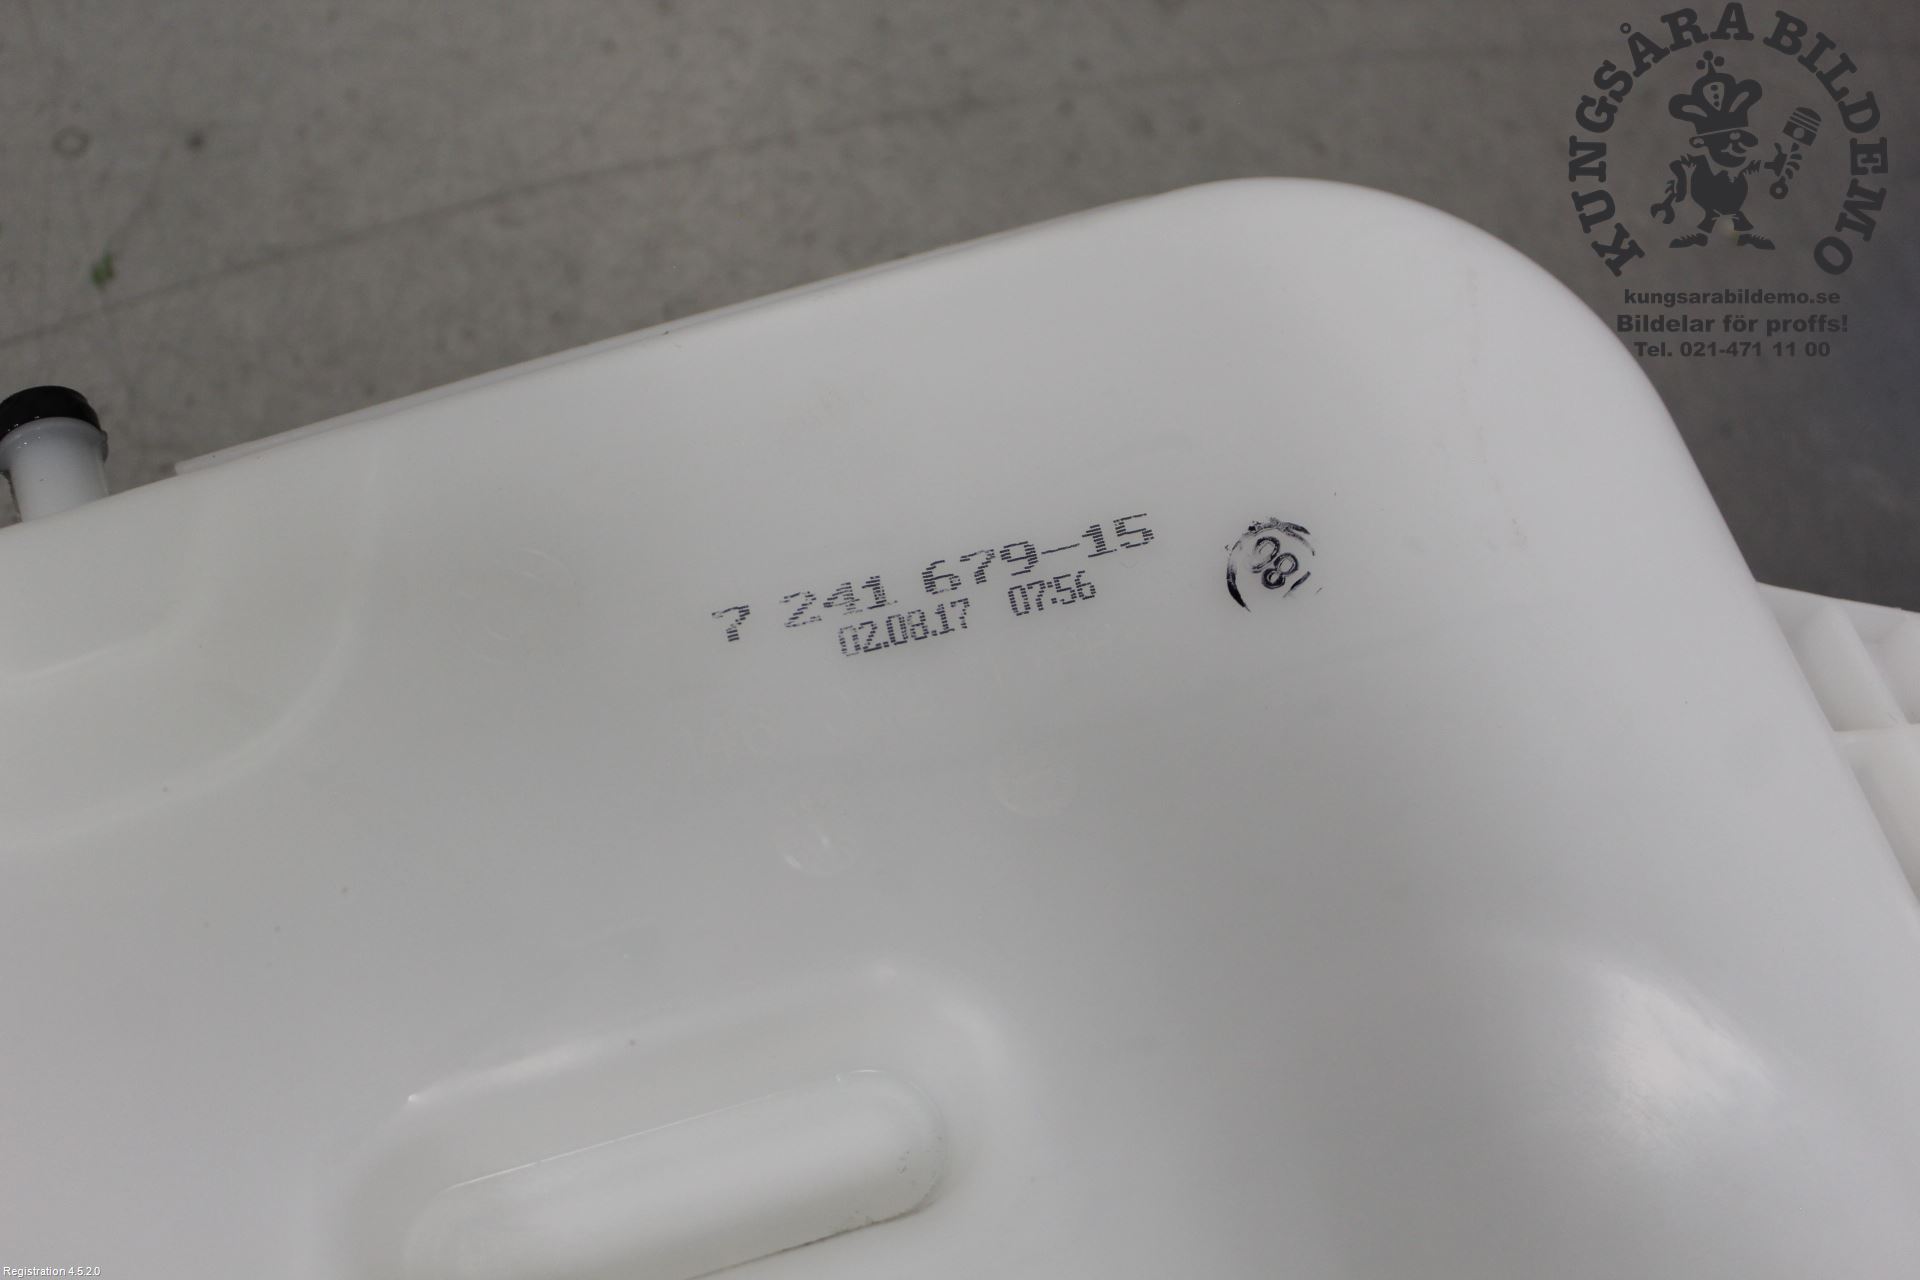 KUNGSÅRA BILDEMO
kungsarabildemo.se
Bildelar för proffs!
Tel. 021-471 11 00
7 241 679-15
02.08.17 07:56
08
Registration 4.5.2.0